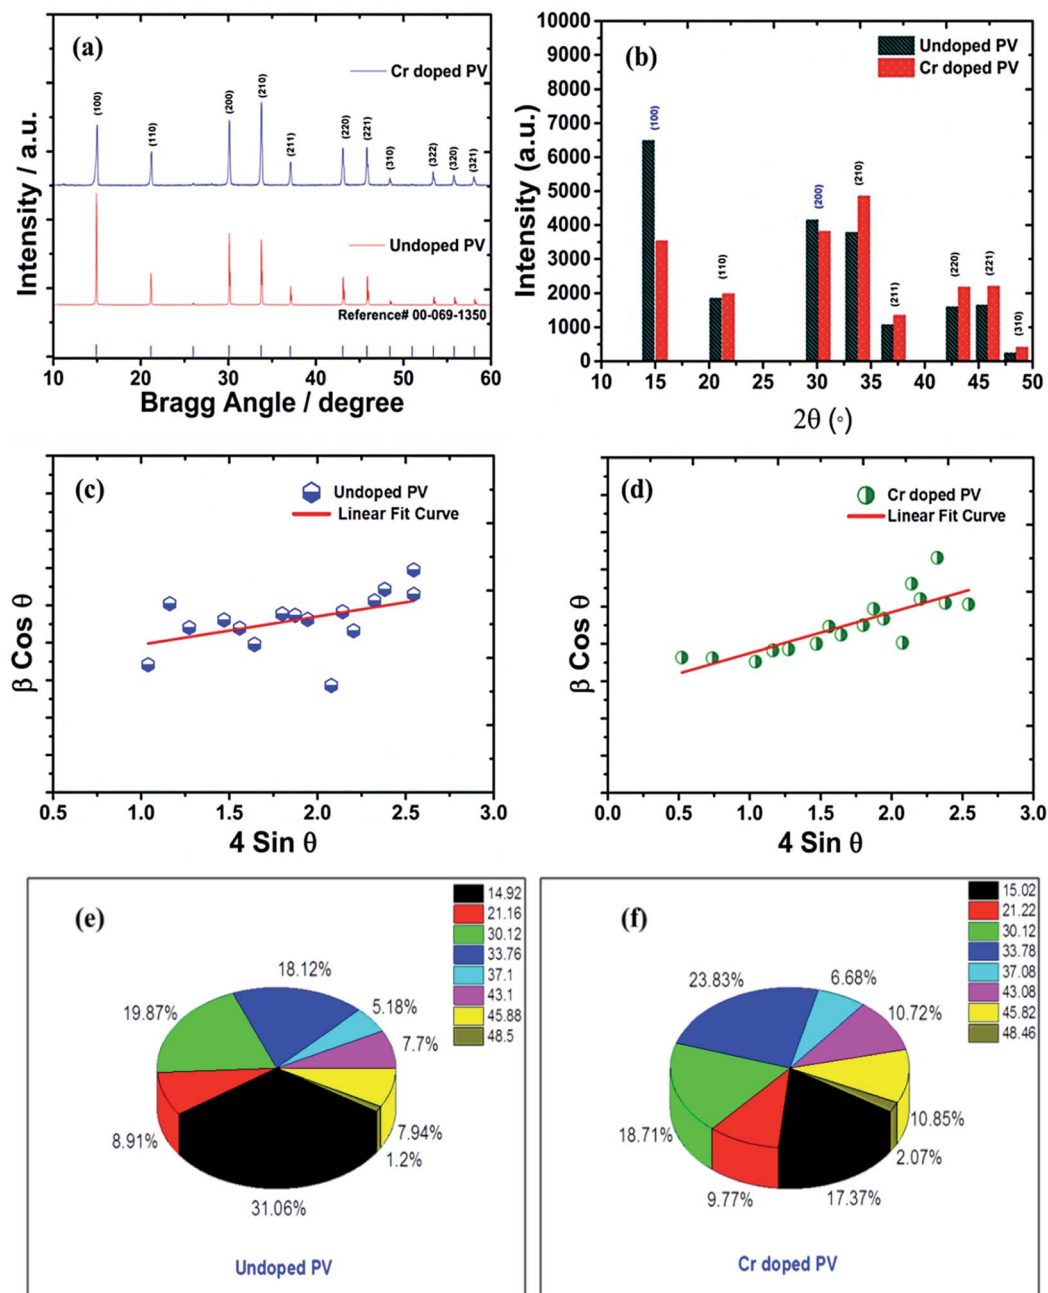 (a)
Cr doped PV
(100)
(110)
(200)
(210)
(211)
(220)
(221)
(310)
(322)
(320)
(321)
Undoped PV
Reference# 00-069-1350
Intensity / a.u.
10 20 30 40 50 60
Bragg Angle / degree
(b)
Undoped PV
Cr doped PV
10000
9000
8000
7000
6000
5000
4000
3000
2000
1000
0
Intensity (a.u.)
(100)
(110)
(200)
(210)
(211)
(220)
(221)
(310)
10 15 20 25 30 35 40 45 50
2θ (◦)
(c)
Undoped PV
Linear Fit Curve
β Cos θ
0.5 1.0 1.5 2.0 2.5 3.0
4 Sin θ
(d)
Cr doped PV
Linear Fit Curve
β Cos θ
0.0 0.5 1.0 1.5 2.0 2.5 3.0
4 Sin θ
(e)
14.92
21.16
30.12
33.76
37.1
43.1
45.88
48.5
18.12%
5.18%
19.87%
7.7%
8.91%
7.94%
1.2%
31.06%
Undoped PV
(f)
15.02
21.22
30.12
33.78
37.08
43.08
45.82
48.46
23.83%
6.68%
10.72%
18.71%
10.85%
2.07%
9.77%
17.37%
Cr doped PV